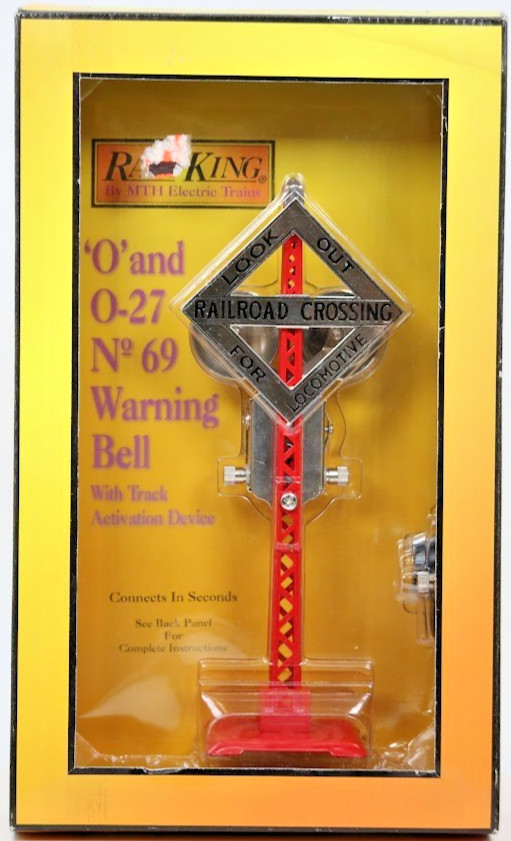 KING®
By MTH Electric Trains
'O' and
O-27
Nº 69
Warning
Bell
With Track
Activation Device
Connects In Seconds
See Back Panel
For
Complete Instructions
LOOK OUT
RAILROAD CROSSING
FOR LOCOMOTIVE